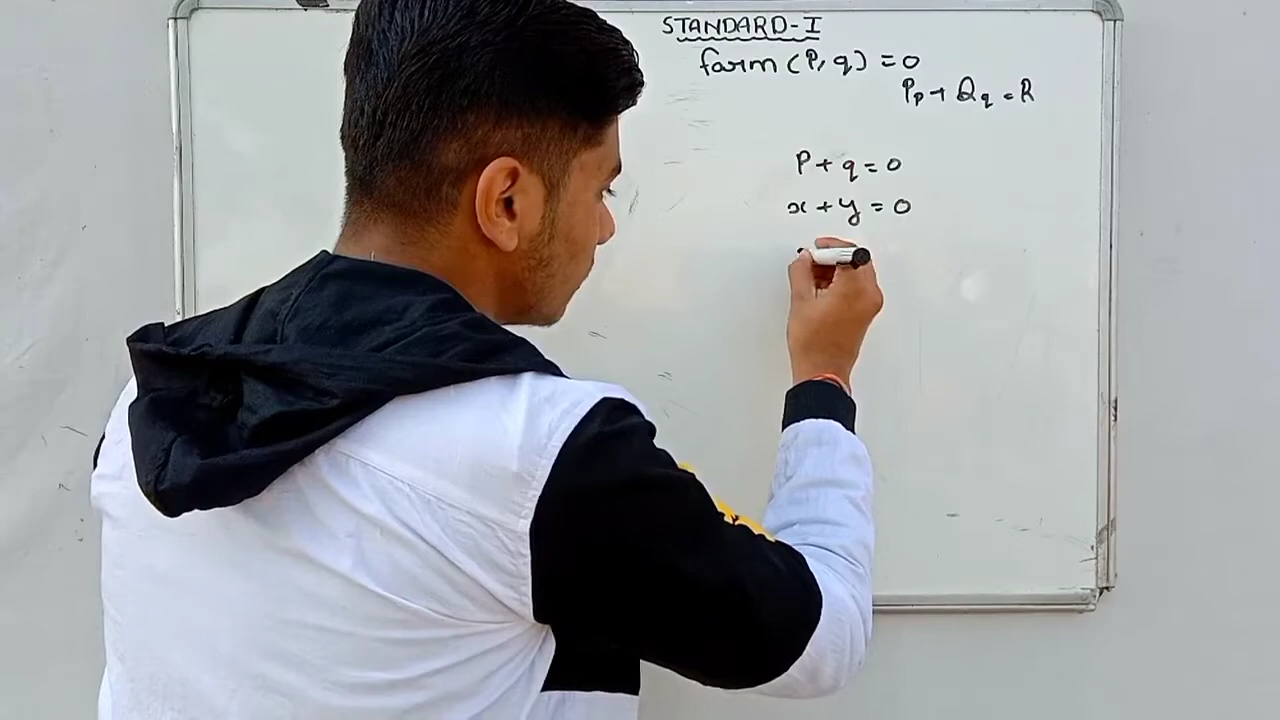 STANDARD-I
farm (P, q) = 0
Pp + Qq = R
P + q = 0
x + y = 0